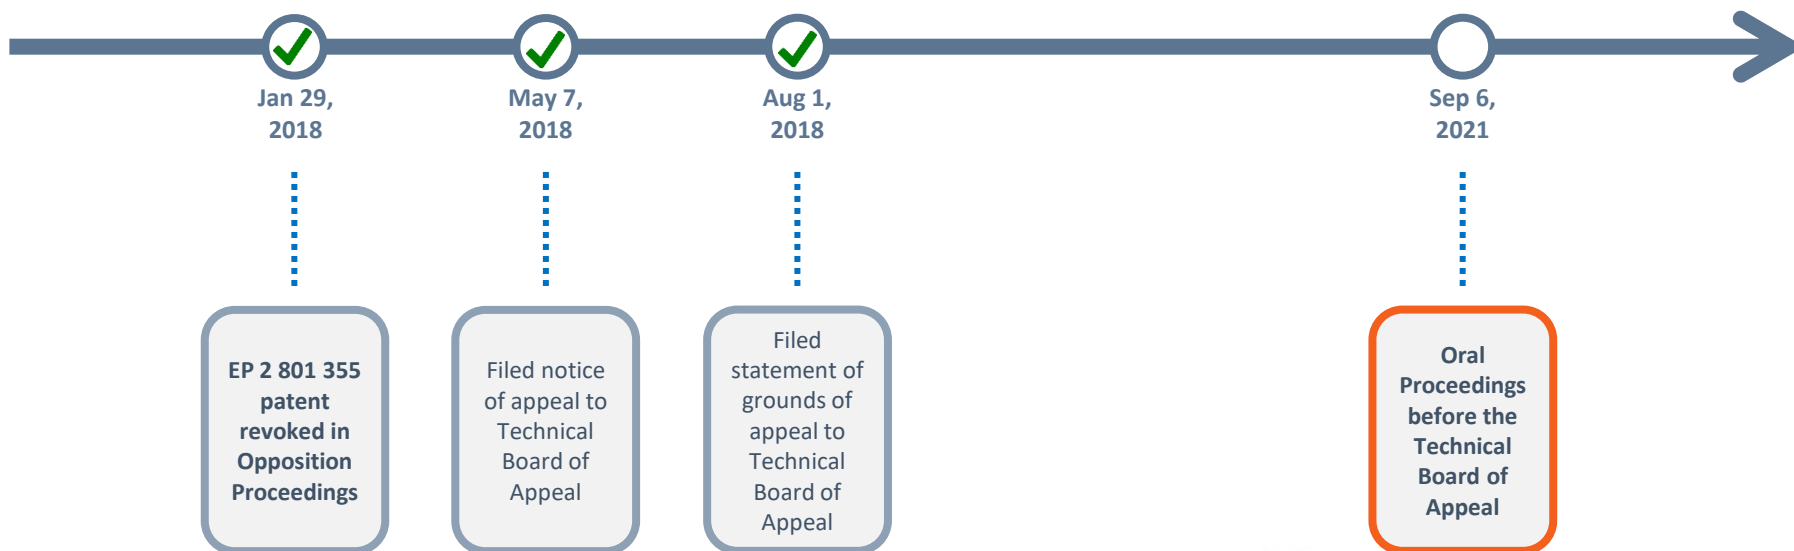 Jan 29,
2018
May 7,
2018
Aug 1,
2018
Sep 6,
2021
EP 2 801 355
patent
revoked in
Opposition
Proceedings
Filed notice
of appeal to
Technical
Board of
Appeal
Filed
statement of
grounds of
appeal to
Technical
Board of
Appeal
Oral
Proceedings
before the
Technical
Board of
Appeal